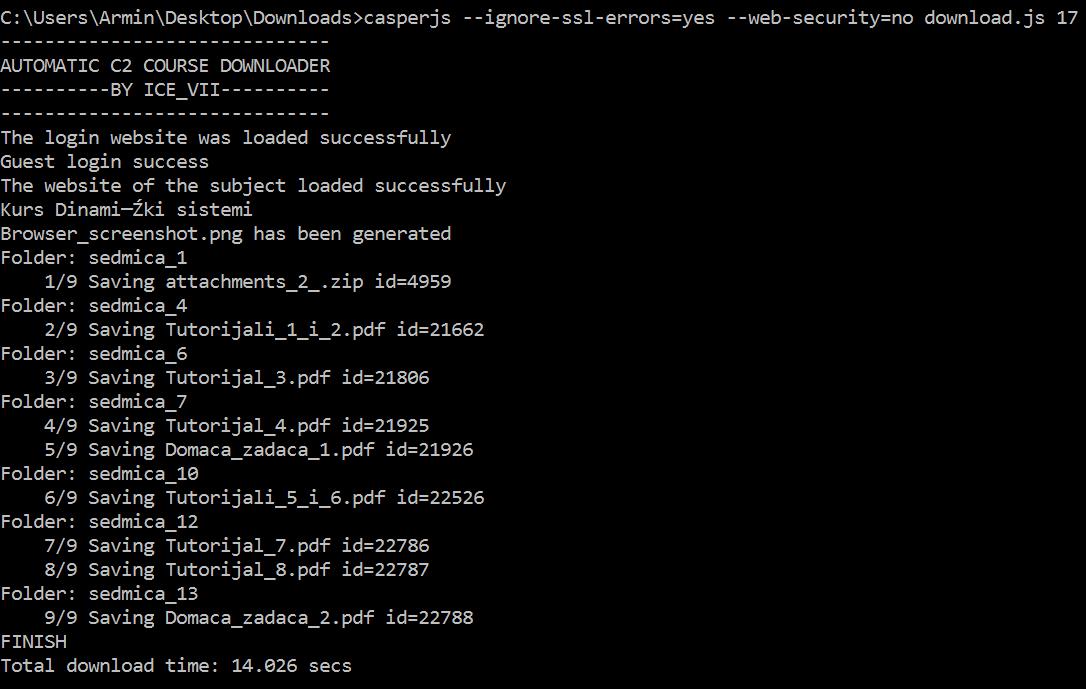 C:\Users\Armin\Desktop\Downloads>casperjs --ignore-ssl-errors=yes --web-security=no download.js 17
------------------------------
AUTOMATIC C2 COURSE DOWNLOADER
----------BY ICE_VII----------
------------------------------
The login website was loaded successfully
Guest login success
The website of the subject loaded successfully
Kurs Dinami─Źki sistemi
Browser_screenshot.png has been generated
Folder: sedmica_1
    1/9 Saving attachments_2_.zip id=4959
Folder: sedmica_4
    2/9 Saving Tutorijali_1_i_2.pdf id=21662
Folder: sedmica_6
    3/9 Saving Tutorijal_3.pdf id=21806
Folder: sedmica_7
    4/9 Saving Tutorijal_4.pdf id=21925
    5/9 Saving Domaca_zadaca_1.pdf id=21926
Folder: sedmica_10
    6/9 Saving Tutorijali_5_i_6.pdf id=22526
Folder: sedmica_12
    7/9 Saving Tutorijal_7.pdf id=22786
    8/9 Saving Tutorijal_8.pdf id=22787
Folder: sedmica_13
    9/9 Saving Domaca_zadaca_2.pdf id=22788
FINISH
Total download time: 14.026 secs